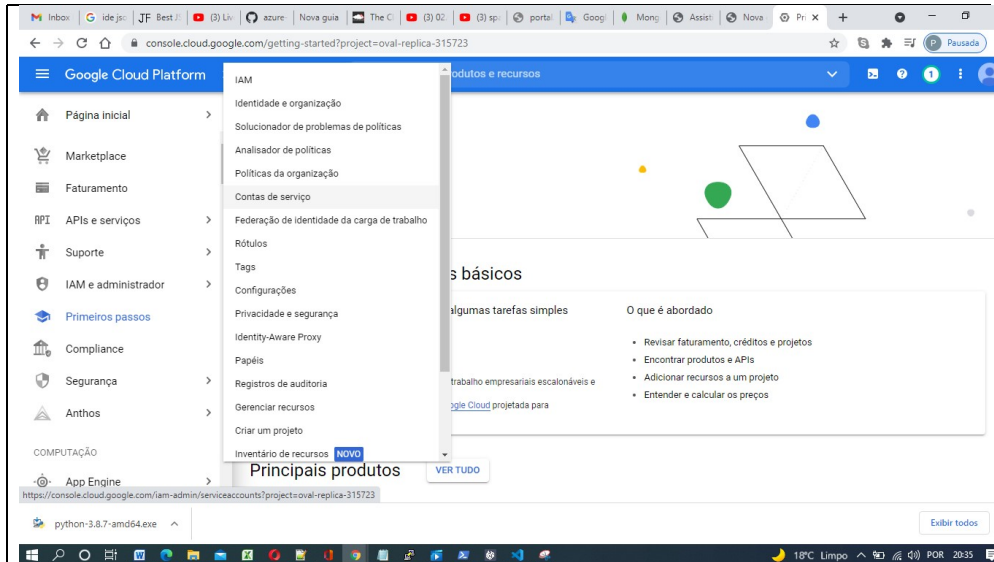 Inbox
ide jsc
JF Best J
(3) Liv
azure
Nova guia
The C
(3) 02
(3) sp
portal
Googl
Mong
Assist
Nova
Pri
console.cloud.google.com/getting-started?project=oval-replica-315723
P Pausada
Google Cloud Platform
odutos e recursos
1
Página inicial
Marketplace
Faturamento
API APIs e serviços
Suporte
IAM e administrador
Primeiros passos
Compliance
Segurança
Anthos
COMPUTAÇÃO
App Engine
IAM
Identidade e organização
Solucionador de problemas de políticas
Analisador de políticas
Políticas da organização
Contas de serviço
Federação de identidade da carga de trabalho
Rótulos
Tags
Configurações
Privacidade e segurança
Identity-Aware Proxy
Papéis
Registros de auditoria
Gerenciar recursos
Criar um projeto
Inventário de recursos NOVO
s básicos
algumas tarefas simples
trabalho empresariais escalonáveis e
ogle Cloud projetada para
O que é abordado
Revisar faturamento, créditos e projetos
Encontrar produtos e APIs
Adicionar recursos a um projeto
Entender e calcular os preços
Principais produtos
VER TUDO
https://console.cloud.google.com/iam-admin/serviceaccounts?project=oval-replica-315723
python-3.8.7-amd64.exe
Exibir todos
18°C Limpo
POR
20:35